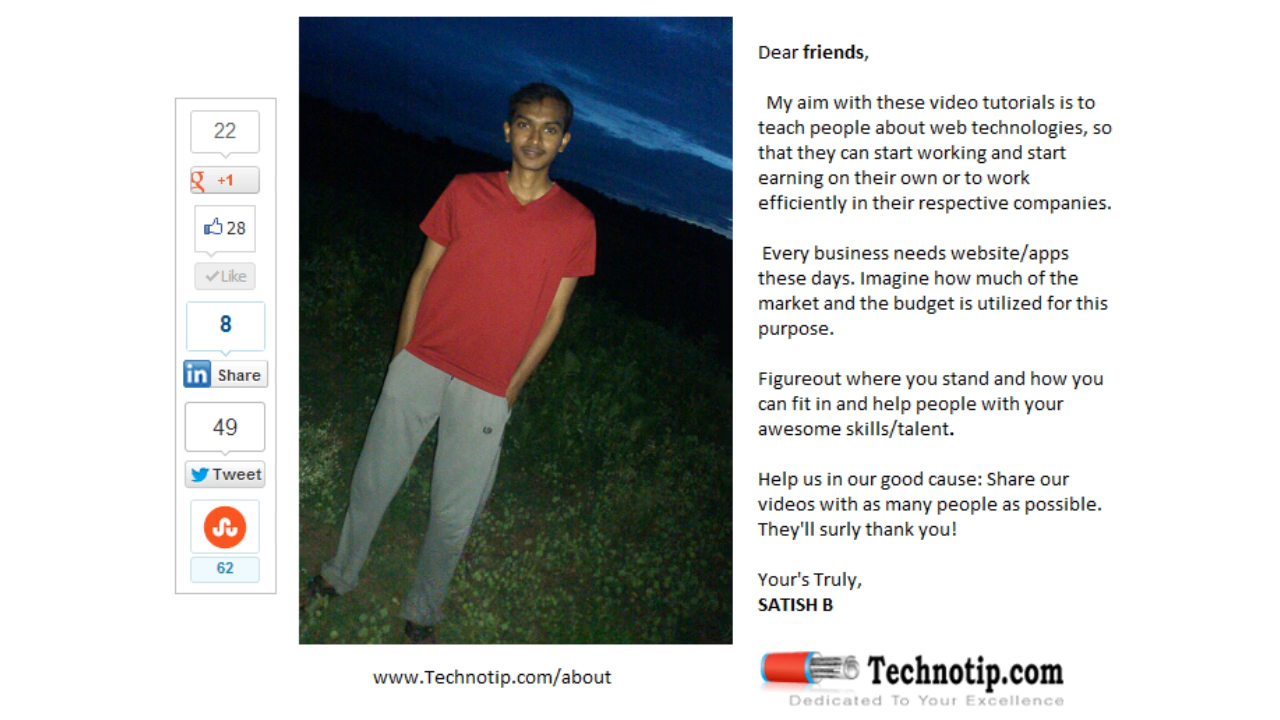 22
+1
28
Like
8
in Share
49
Tweet
62
www.Technotip.com/about
Dear friends,
My aim with these video tutorials is to
teach people about web technologies, so
that they can start working and start
earning on their own or to work
efficiently in their respective companies.
Every business needs website/apps
these days. Imagine how much of the
market and the budget is utilized for this
purpose.
Figureout where you stand and how you
can fit in and help people with your
awesome skills/talent.
Help us in our good cause: Share our
videos with as many people as possible.
They'll surly thank you!
Your's Truly,
SATISH B
Technotip.com
Dedicated To Your Excellence